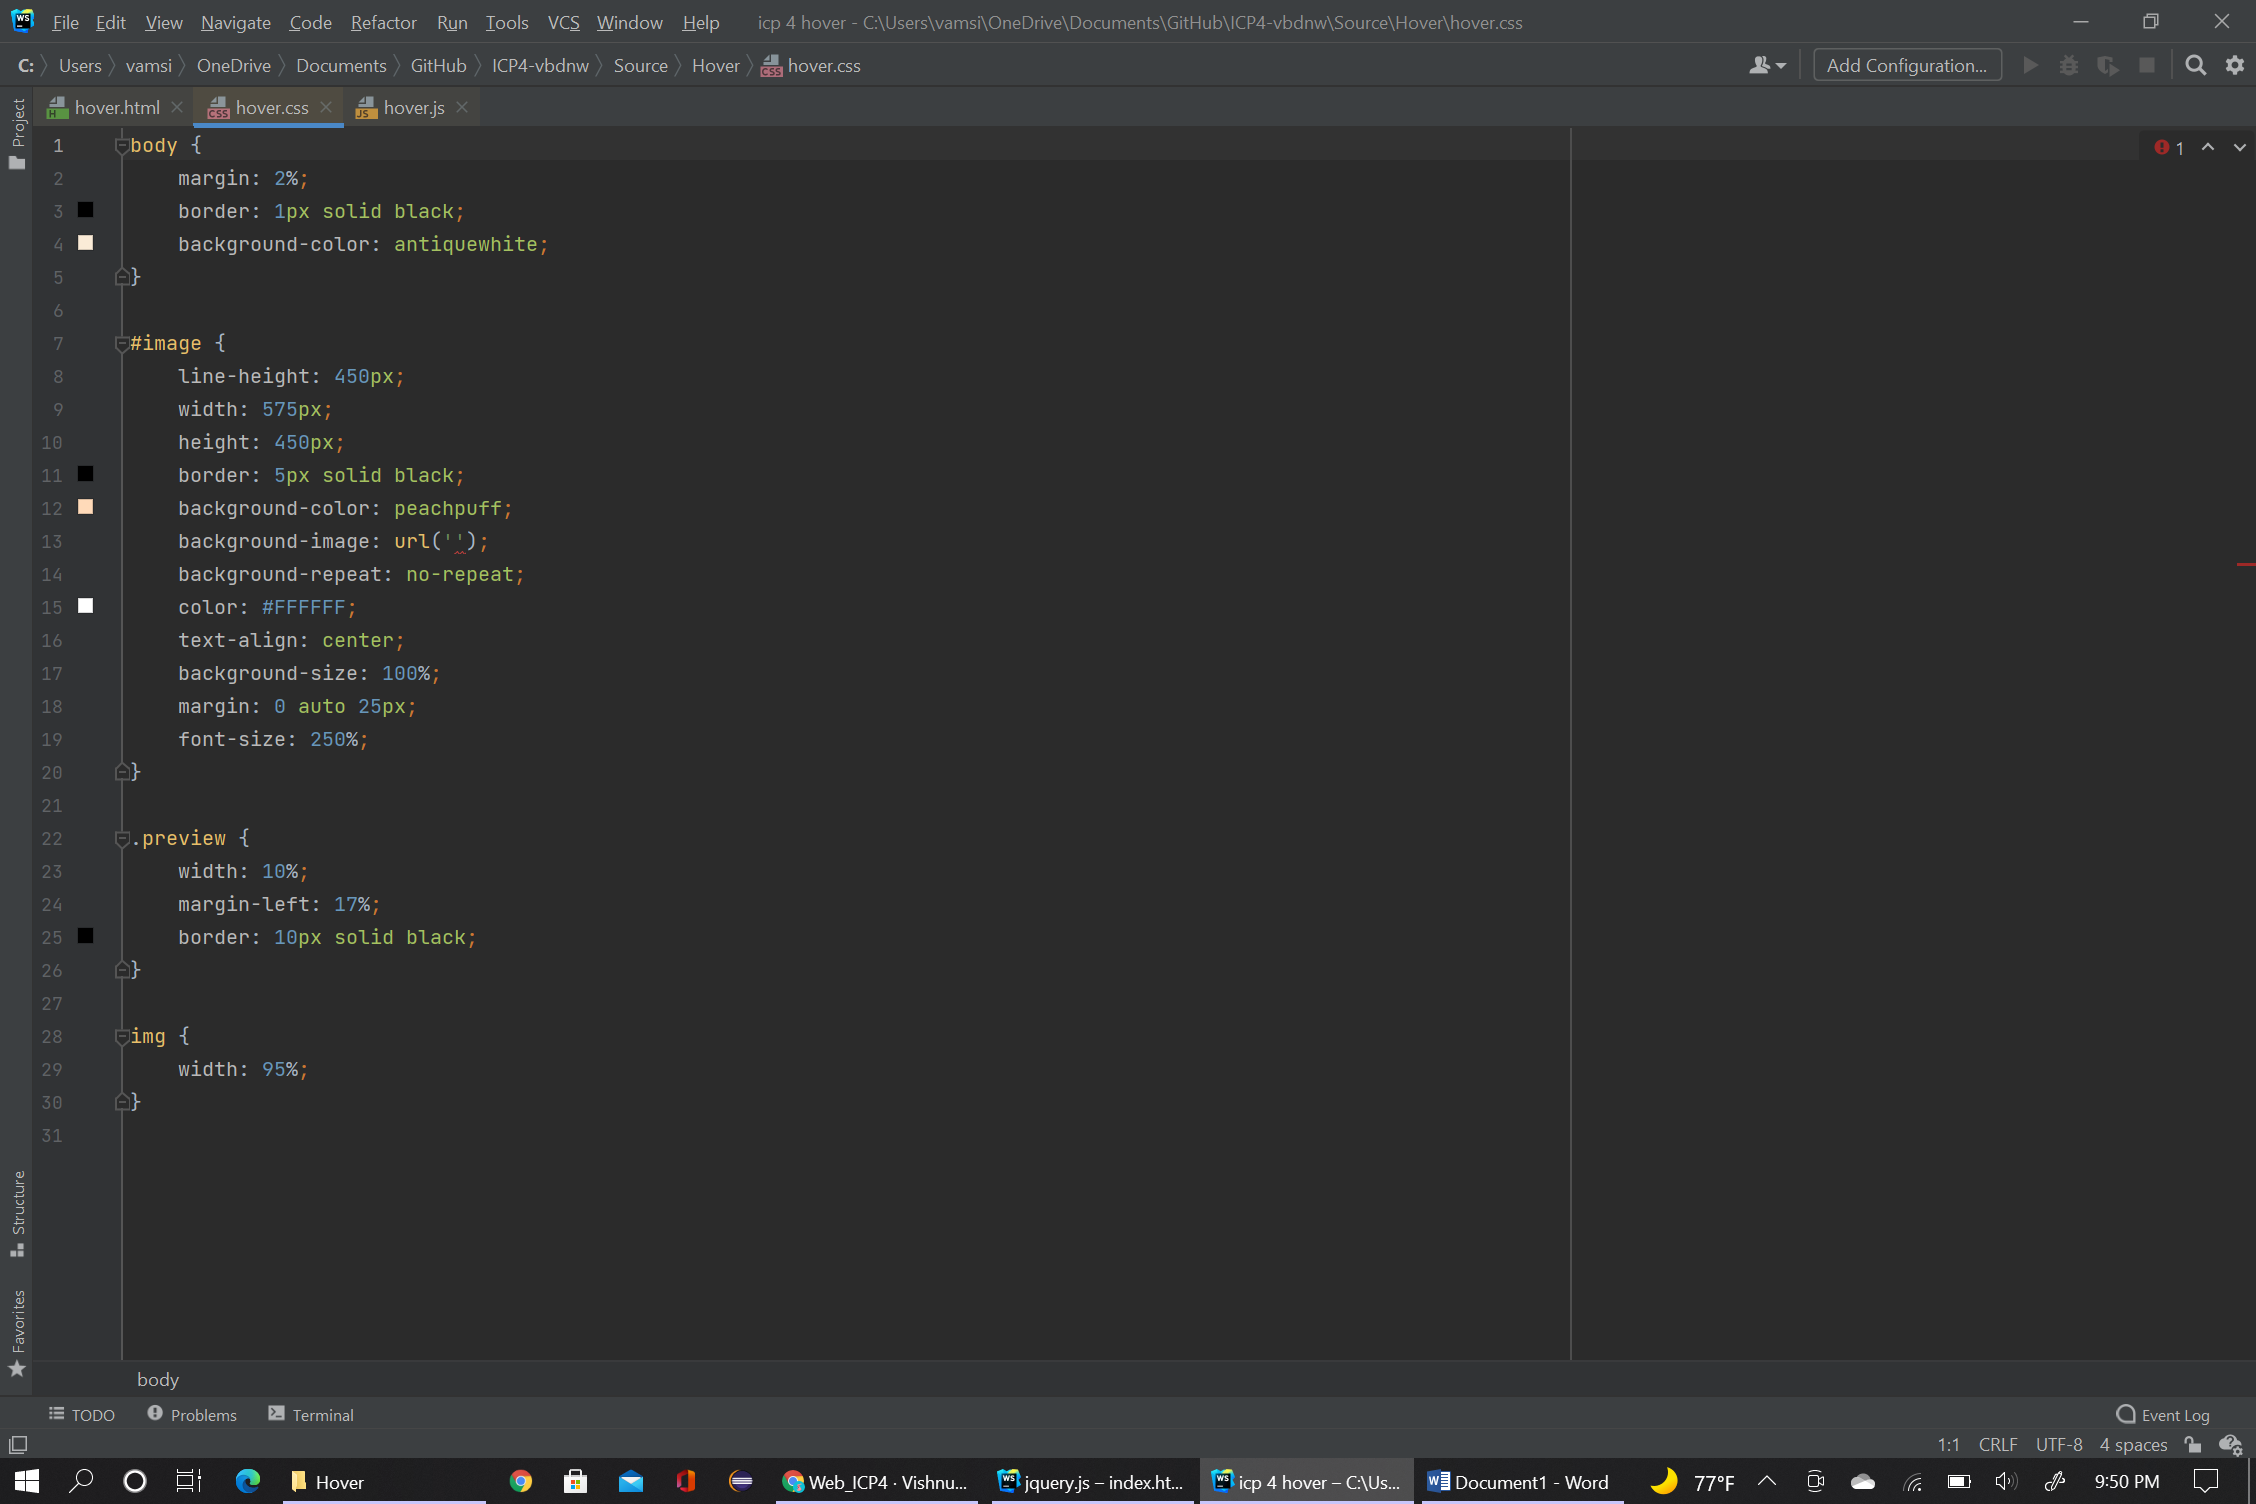 WS File Edit View Navigate Code Refactor Run Tools VCS Window Help icp 4 hover - C:\Users\vamsi\OneDrive\Documents\GitHub\ICP4-vbdnw\Source\Hover\hover.css
C: Users vamsi OneDrive Documents GitHub ICP4-vbdnw Source Hover hover.css Add Configuration...
hover.html hover.css hover.js
Project
1 body {
2 margin: 2%;
3 border: 1px solid black;
4 background-color: antiquewhite;
5 }
6
7 #image {
8 line-height: 450px;
9 width: 575px;
10 height: 450px;
11 border: 5px solid black;
12 background-color: peachpuff;
13 background-image: url('');
14 background-repeat: no-repeat;
15 color: #FFFFFF;
16 text-align: center;
17 background-size: 100%;
18 margin: 0 auto 25px;
19 font-size: 250%;
20 }
21
22 .preview {
23 width: 10%;
24 margin-left: 17%;
25 border: 10px solid black;
26 }
27
28 img {
29 width: 95%;
30 }
31
1
Structure
Favorites
body
TODO Problems Terminal Event Log
1:1 CRLF UTF-8 4 spaces
Hover Web_ICP4 · Vishnu... jquery.js – index.ht... icp 4 hover – C:\Us... Document1 - Word 77°F 9:50 PM